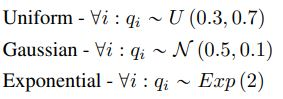 Uniform - ∀i : qᵢ ∼ U (0.3, 0.7)
Gaussian - ∀i : qᵢ ∼ 𝒩 (0.5, 0.1)
Exponential - ∀i : qᵢ ∼ Exp (2)